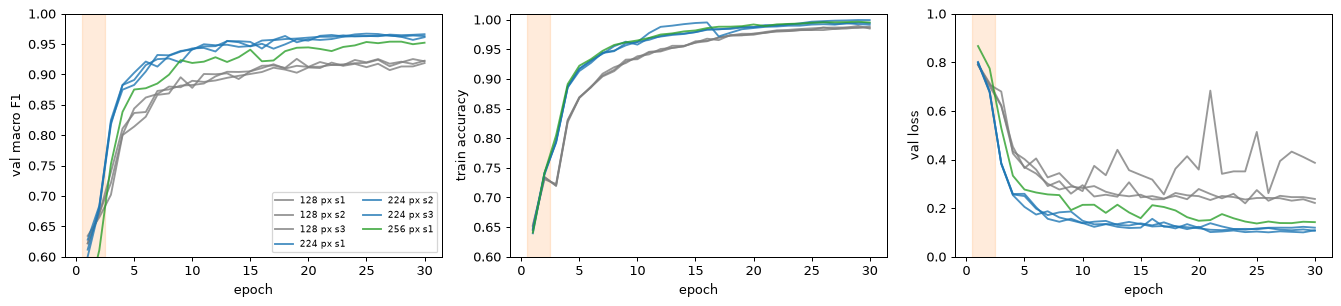 val macro F1
1.00
0.95
0.90
0.85
0.80
0.75
0.70
0.65
0.60
0 5 10 15 20 25 30
epoch
128 px s1
128 px s2
128 px s3
224 px s1
224 px s2
224 px s3
256 px s1
train accuracy
1.00
0.95
0.90
0.85
0.80
0.75
0.70
0.65
0.60
0 5 10 15 20 25 30
epoch
val loss
1.0
0.8
0.6
0.4
0.2
0.0
0 5 10 15 20 25 30
epoch